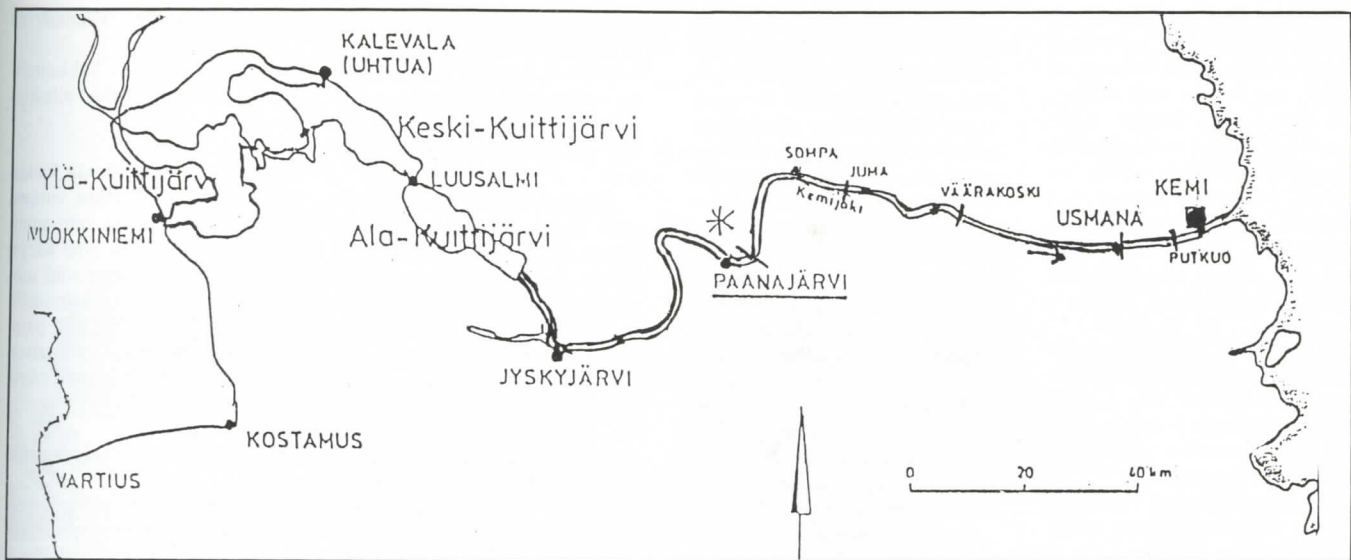 KALEVALA
(UHTUA)
Keski-Kuittijärvi
Ylä-Kuittijärvi
LUUSALMI
VUOKKINIEMI
Ala-Kuittijärvi
SOHPA
JUMA
Kemijoki
VÄÄRAKOSKI
KEMI
USMANA
PUTKUO
PAANAJÄRVI
JYSKYJÄRVI
KOSTAMUS
VARTIUS
0 20 40 km